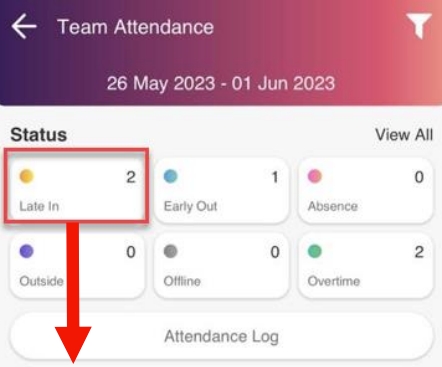 Team Attendance
26 May 2023 - 01 Jun 2023
Status View All
2 1 0
Late In Early Out Absence
0 0 2
Outside Offline Overtime
Attendance Log